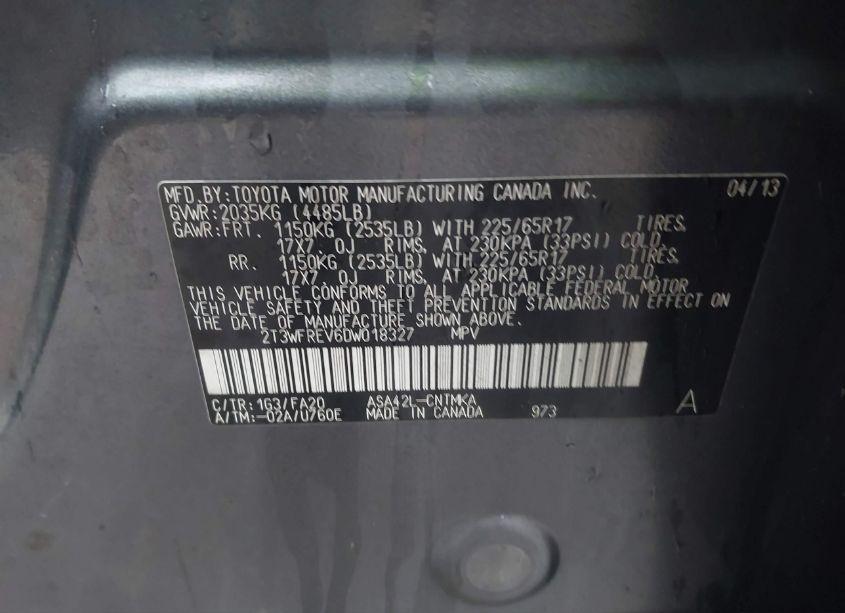 MFD.BY:TOYOTA MOTOR MANUFACTURING CANADA INC. 04/13
GVWR:2035KG (4485LB)
GAWR:FRT. 1150KG (2535LB) WITH 225/65R17 TIRES,
17X7.0J RIMS, AT 230KPA (33PSI) COLD,
RR. 1150KG (2535LB) WITH 225/65R17 TIRES,
17X7.0J RIMS, AT 230KPA (33PSI) COLD.
THIS VEHICLE CONFORMS TO ALL APPLICABLE FEDERAL MOTOR
VEHICLE SAFETY AND THEFT PREVENTION STANDARDS IN EFFECT ON
THE DATE OF MANUFACTURE SHOWN ABOVE.
2T3WFREV6DW018327 MPV
C/TR:1G3/FA20 ASA42L-CNTMKA
A/TM:-02A/U760E MADE IN CANADA 973 A